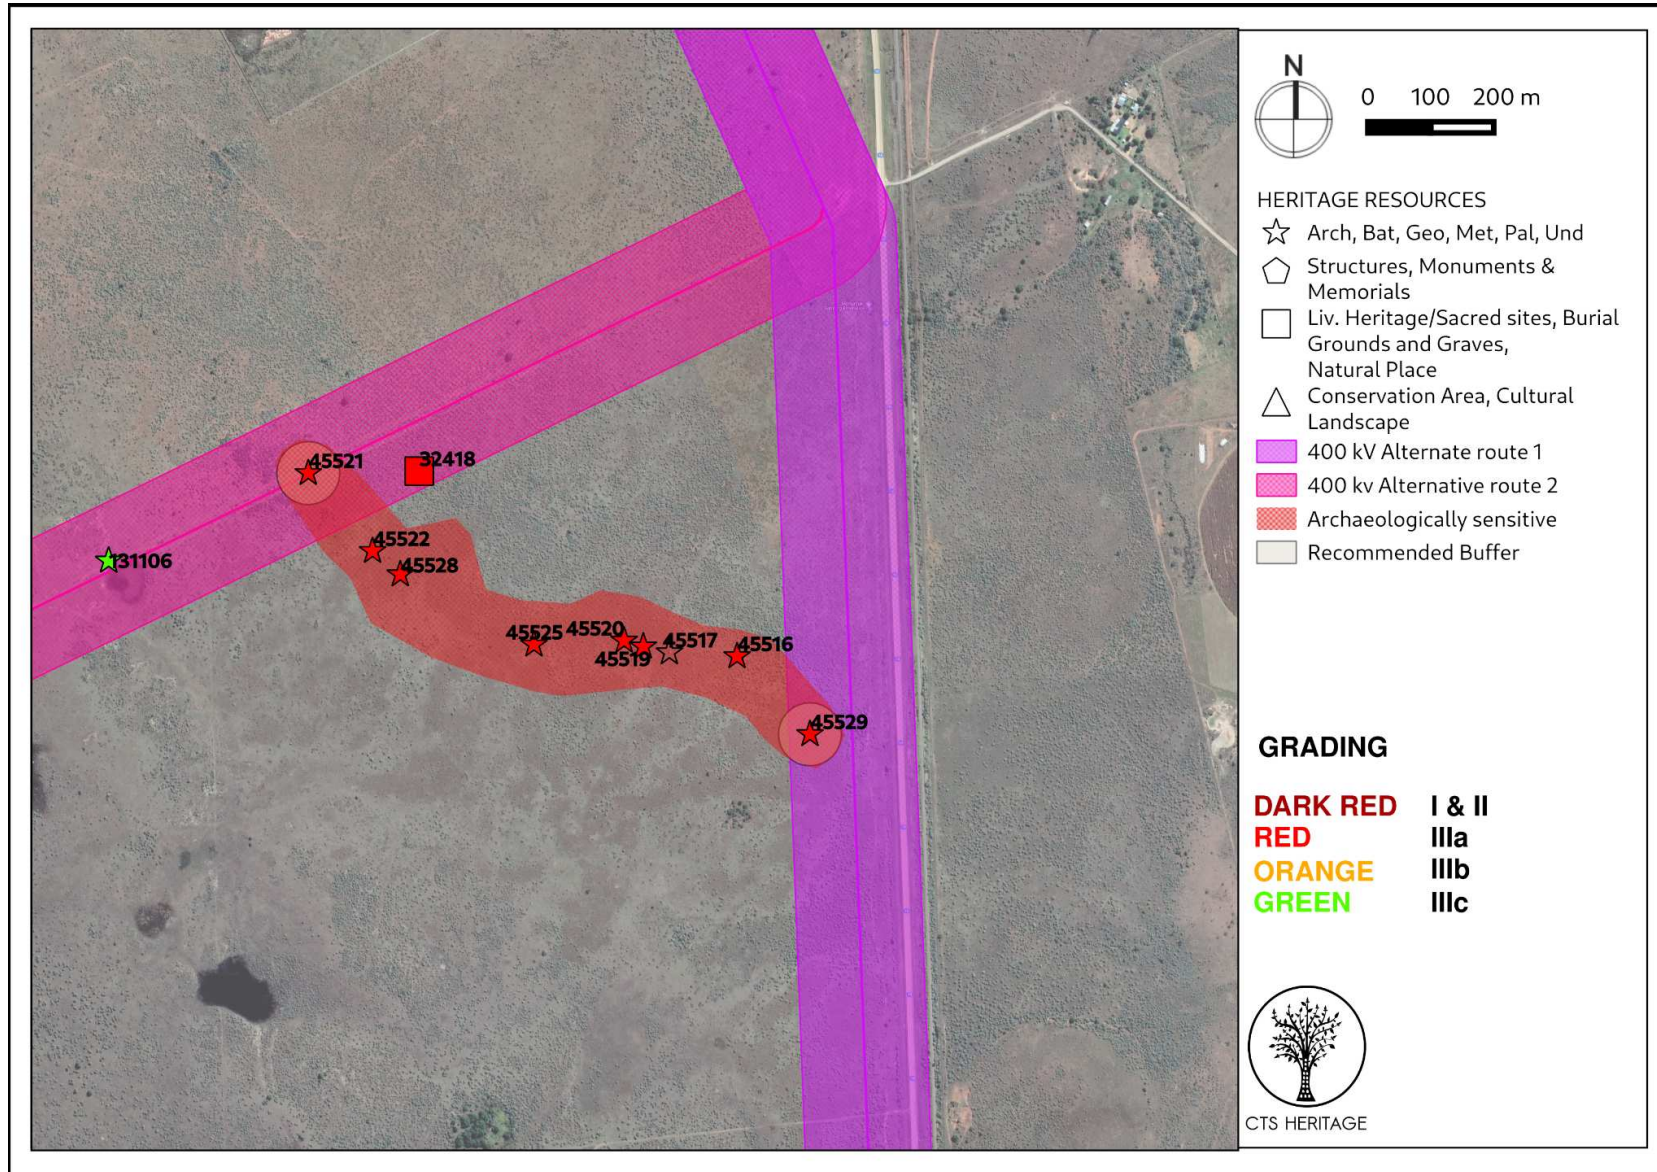 45521
32418
131106
45522
45528
45525
45520
45519
45517
45516
45529
N
0 100 200 m
HERITAGE RESOURCES
Arch, Bat, Geo, Met, Pal, Und
Structures, Monuments &
Memorials
Liv. Heritage/Sacred sites, Burial
Grounds and Graves,
Natural Place
Conservation Area, Cultural
Landscape
400 kV Alternate route 1
400 kv Alternative route 2
Archaeologically sensitive
Recommended Buffer
GRADING
DARK RED I & II
RED IIIa
ORANGE IIIb
GREEN IIIc
CTS HERITAGE